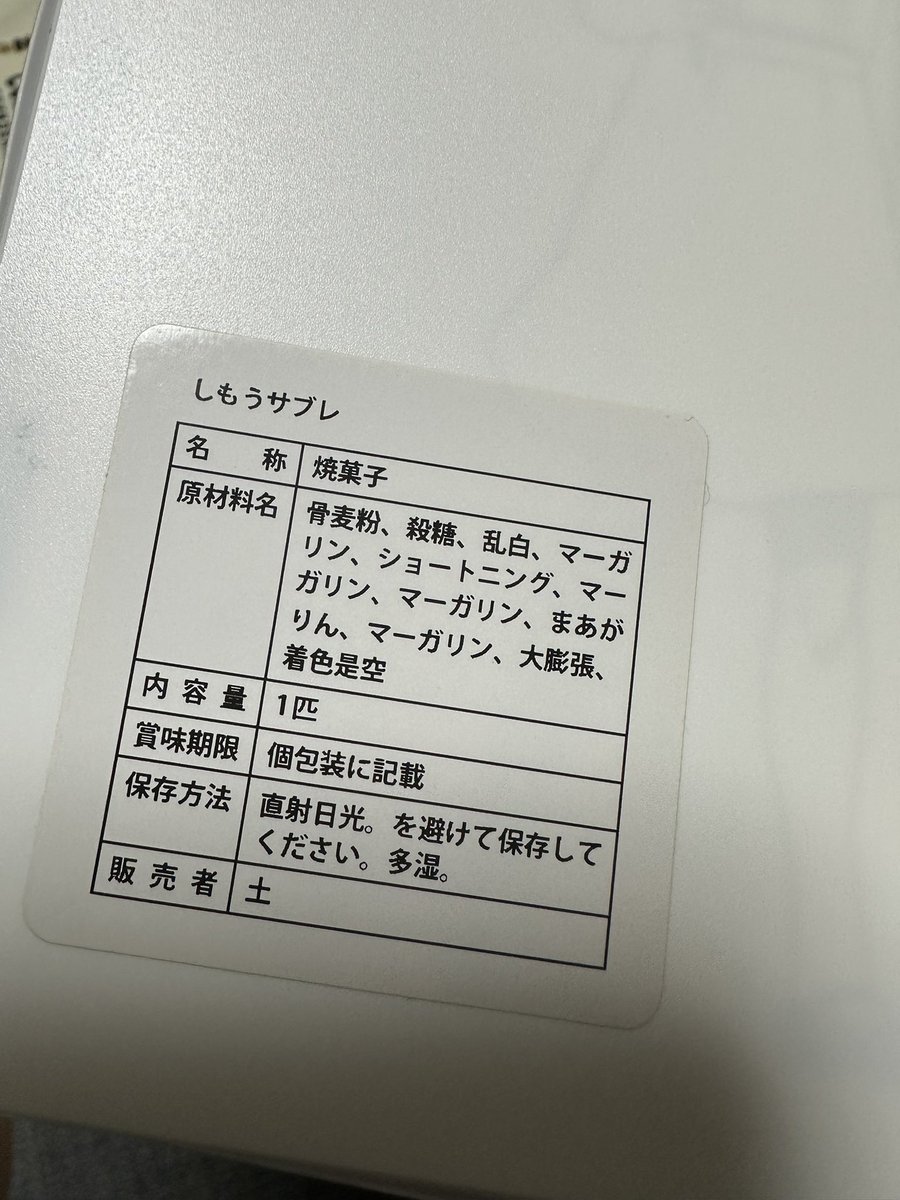 しもうサブレ
名称 焼菓子
原材料名 骨麦粉、殺糖、乱白、マーガ
リン、ショートニング、マー
ガリン、マーガリン、まあが
りん、マーガリン、大膨張、
着色是空
内容量 1匹
賞味期限 個包装に記載
保存方法 直射日光。を避けて保存して
ください。多湿。
販売者 土